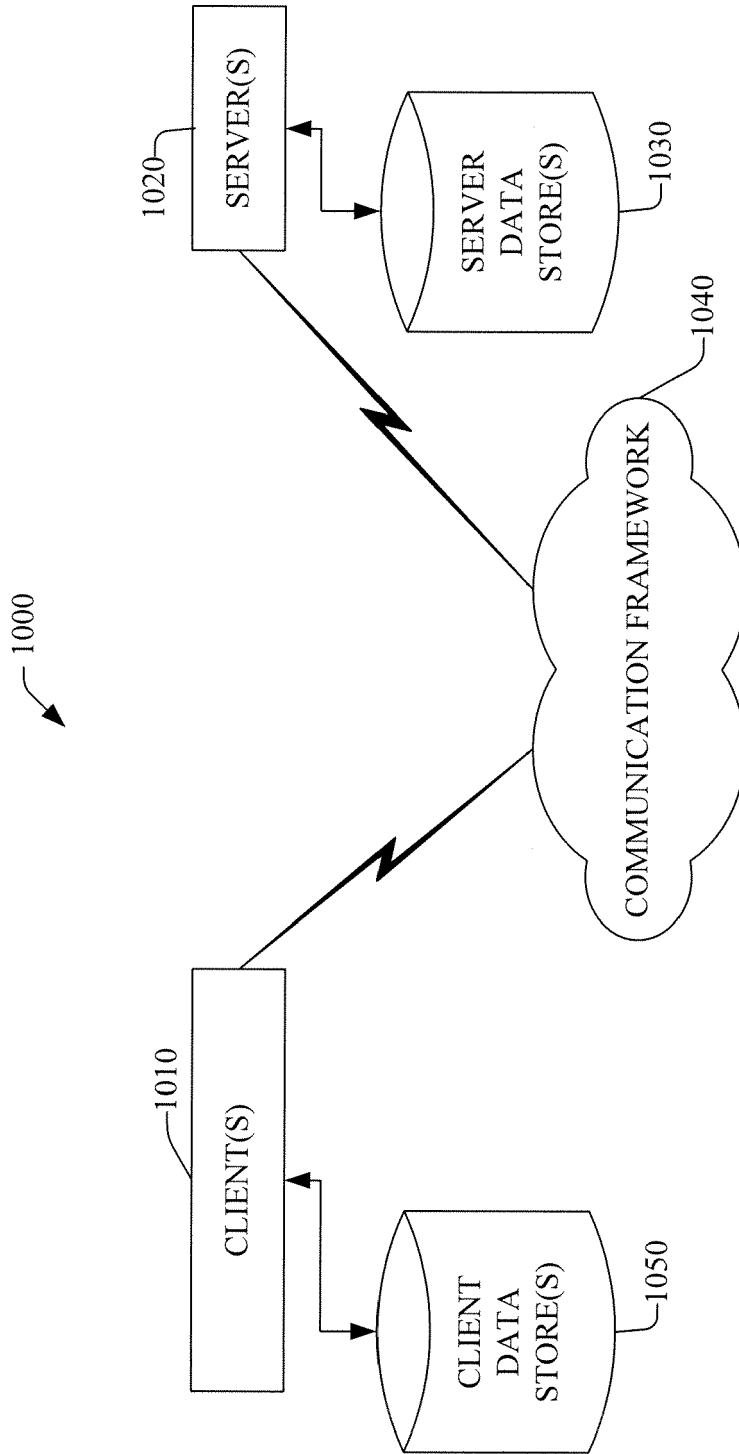 1000
1010
CLIENT(S)
1020
SERVER(S)
CLIENT
DATA
STORE(S)
1050
SERVER
DATA
STORE(S)
1030
COMMUNICATION FRAMEWORK
1040